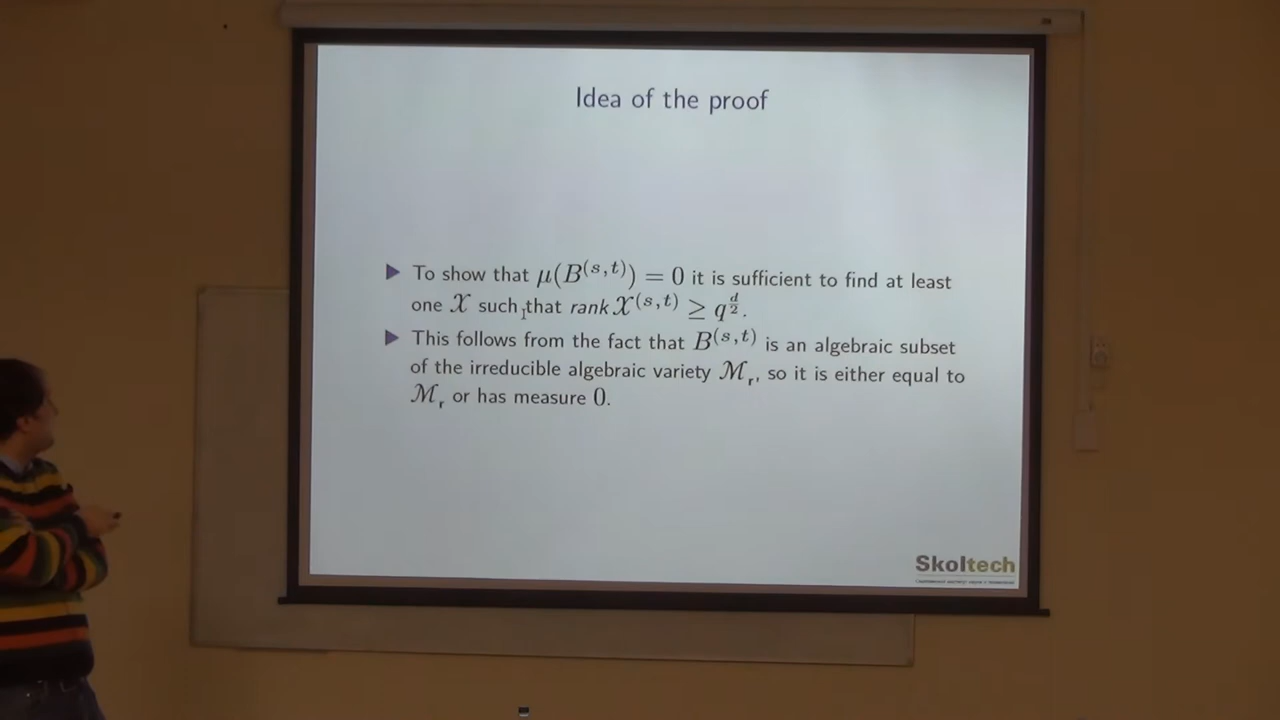 Idea of the proof
▶ To show that μ(B^(s,t)) = 0 it is sufficient to find at least
one 𝒳 such that rank 𝒳^(s,t) ≥ q^(d/2).
▶ This follows from the fact that B^(s,t) is an algebraic subset
of the irreducible algebraic variety ℳ_r, so it is either equal to
ℳ_r or has measure 0.
Skoltech